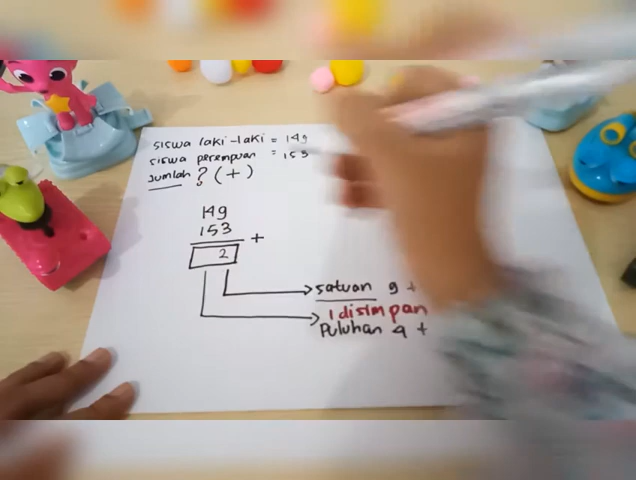 siswa laki-laki = 149
siswa perempuan = 153
Jumlah ? (+)
149
153
+
2
satuan 9 +
1 disimpan
Puluhan 4 +